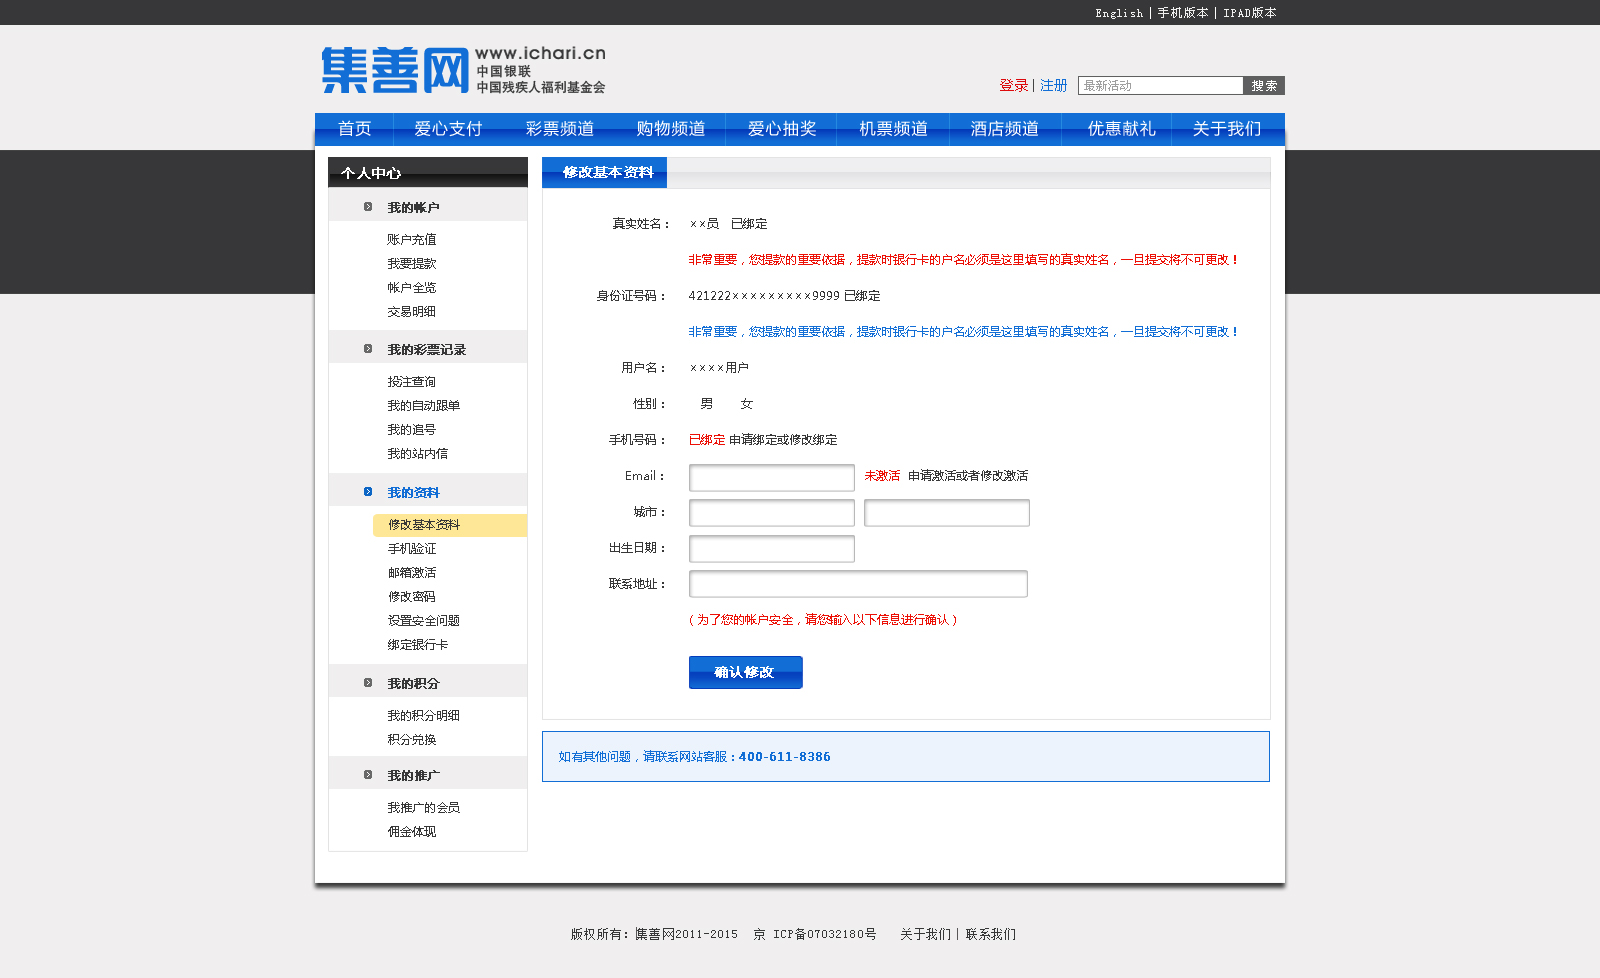 English | 手机版本 | IPAD版本
集善网 www.ichari.cn
中国银联
中国残疾人福利基金会
登录 | 注册 最新活动 搜索
首页 爱心支付 彩票频道 购物频道 爱心抽奖 机票频道 酒店频道 优惠献礼 关于我们
个人中心
我的帐户
账户充值
我要提款
帐户全览
交易明细
我的彩票记录
投注查询
我的自动跟单
我的追号
我的站内信
我的资料
修改基本资料
手机验证
邮箱激活
修改密码
设置安全问题
绑定银行卡
我的积分
我的积分明细
积分兑换
我的推广
我推广的会员
佣金体现
修改基本资料
真实姓名： ××员 已绑定
非常重要，您提款的重要依据，提款时银行卡的户名必须是这里填写的真实姓名，一旦提交将不可更改！
身份证号码： 421222×××××××××9999 已绑定
非常重要，您提款的重要依据，提款时银行卡的户名必须是这里填写的真实姓名，一旦提交将不可更改！
用户名： ××××用户
性别： 男 女
手机号码： 已绑定 申请绑定或修改绑定
Email： 未激活 申请激活或者修改激活
城市：
出生日期：
联系地址：
（为了您的帐户安全，请您输入以下信息进行确认）
确认修改
如有其他问题，请联系网站客服：400-611-8386
版权所有：集善网2011-2015 京 ICP备07032180号 关于我们 | 联系我们